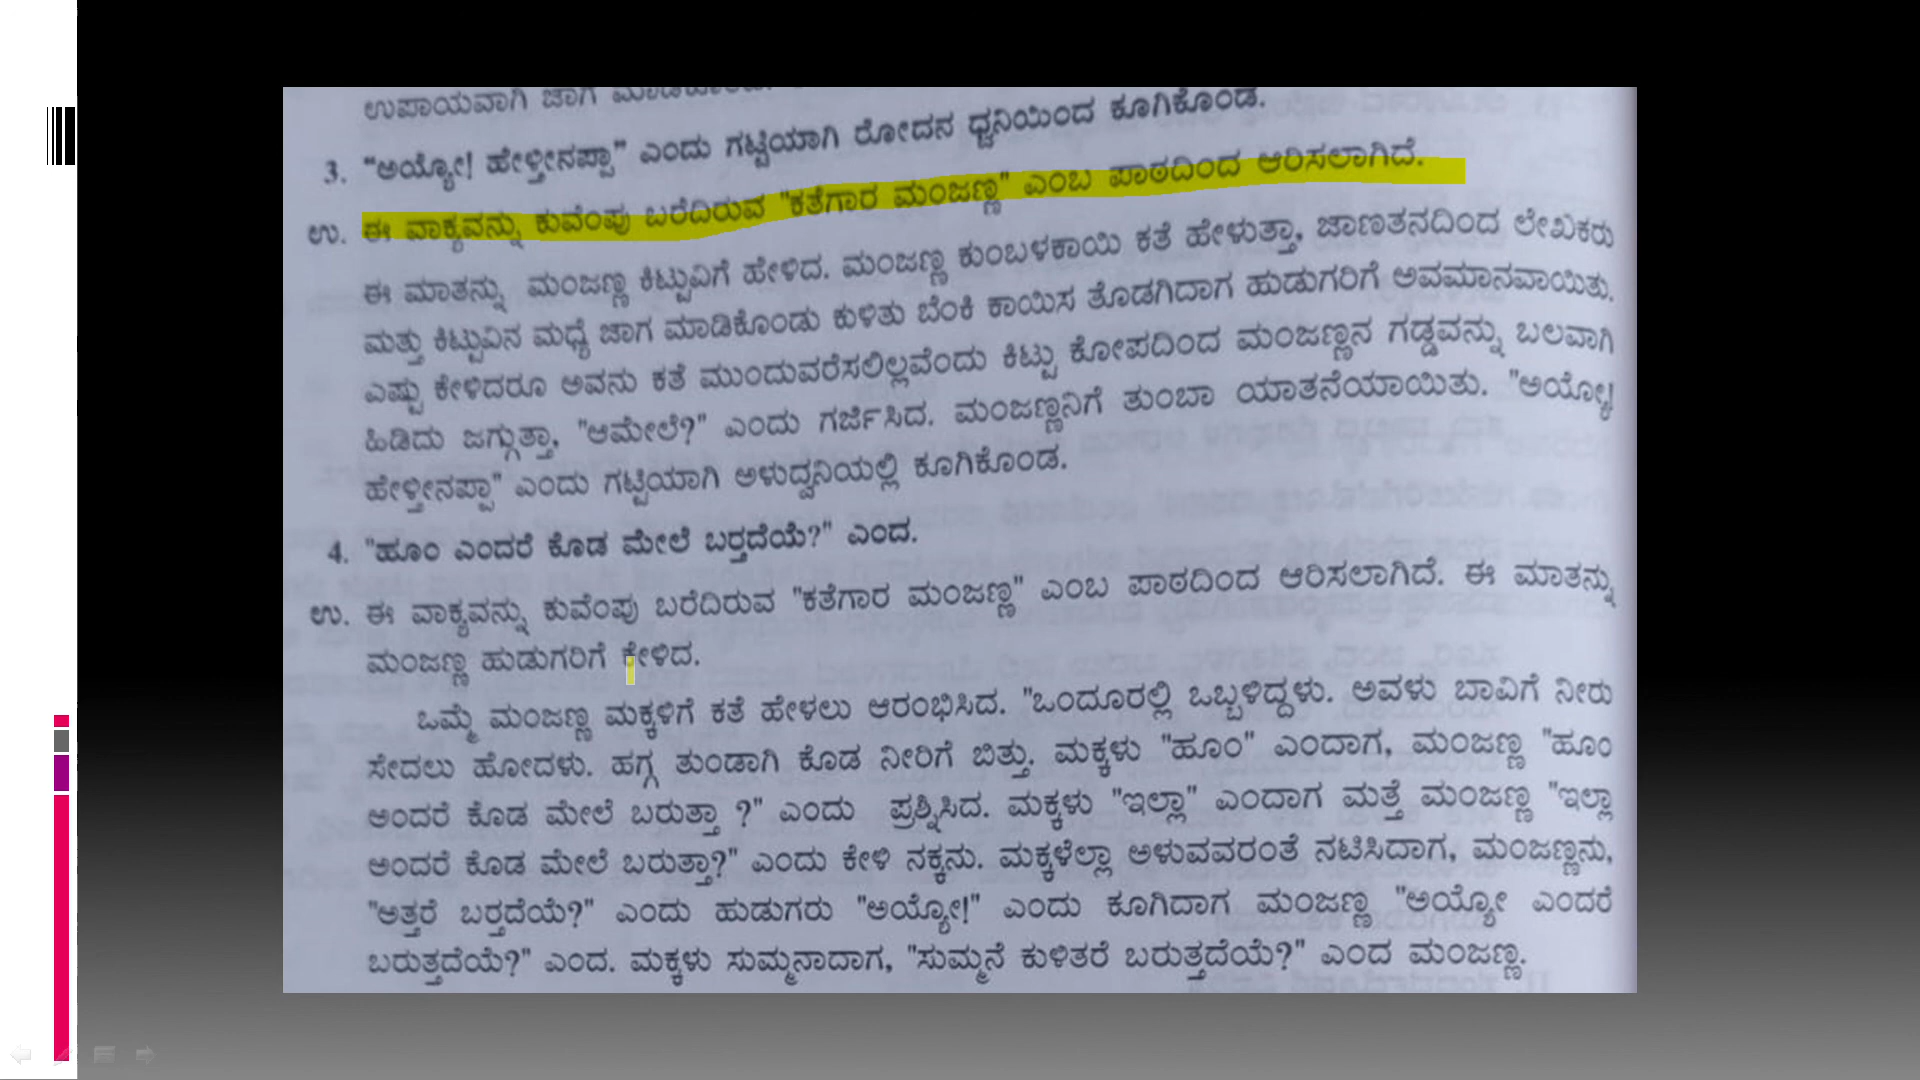 ಉಪಾಯವಾಗಿ ಜಾಗ
3. "ಅಯ್ಯೋ! ಹೇಳ್ತೀನಪ್ಪಾ" ಎಂದು ಗಟ್ಟಿಯಾಗಿ ರೋದನ ಧ್ವನಿಯಿಂದ ಕೂಗಿಕೊಂಡ.
ಉ. ಈ ವಾಕ್ಯವನ್ನು ಕುವೆಂಪು ಬರೆದಿರುವ "ಕತೆಗಾರ ಮಂಜಣ್ಣ" ಎಂಬ ಪಾಠದಿಂದ ಆರಿಸಲಾಗಿದೆ.
ಈ ಮಾತನ್ನು ಮಂಜಣ್ಣ ಕಿಟ್ಟುವಿಗೆ ಹೇಳಿದ. ಮಂಜಣ್ಣ ಕುಂಬಳಕಾಯಿ ಕತೆ ಹೇಳುತ್ತಾ, ಜಾಣತನದಿಂದ ಲೇಖಕರು
ಮತ್ತು ಕಿಟ್ಟುವಿನ ಮಧ್ಯೆ ಜಾಗ ಮಾಡಿಕೊಂಡು ಕುಳಿತು ಬೆಂಕಿ ಕಾಯಿಸ ತೊಡಗಿದಾಗ ಹುಡುಗರಿಗೆ ಅವಮಾನವಾಯಿತು.
ಎಷ್ಟು ಕೇಳಿದರೂ ಅವನು ಕತೆ ಮುಂದುವರೆಸಲಿಲ್ಲವೆಂದು ಕಿಟ್ಟು ಕೋಪದಿಂದ ಮಂಜಣ್ಣನ ಗಡ್ಡವನ್ನು ಬಲವಾಗಿ
ಹಿಡಿದು ಜಗ್ಗುತ್ತಾ, "ಆಮೇಲೆ?" ಎಂದು ಗರ್ಜಿಸಿದ. ಮಂಜಣ್ಣನಿಗೆ ತುಂಬಾ ಯಾತನೆಯಾಯಿತು. "ಅಯ್ಯೋ!
ಹೇಳ್ತೀನಪ್ಪಾ" ಎಂದು ಗಟ್ಟಿಯಾಗಿ ಅಳುದ್ವನಿಯಲ್ಲಿ ಕೂಗಿಕೊಂಡ.
4. "ಹೂಂ ಎಂದರೆ ಕೊಡ ಮೇಲೆ ಬರ್‍ತದೆಯೆ?" ಎಂದ.
ಉ. ಈ ವಾಕ್ಯವನ್ನು ಕುವೆಂಪು ಬರೆದಿರುವ "ಕತೆಗಾರ ಮಂಜಣ್ಣ" ಎಂಬ ಪಾಠದಿಂದ ಆರಿಸಲಾಗಿದೆ. ಈ ಮಾತನ್ನು
ಮಂಜಣ್ಣ ಹುಡುಗರಿಗೆ ಕೇಳಿದ.
ಒಮ್ಮೆ ಮಂಜಣ್ಣ ಮಕ್ಕಳಿಗೆ ಕತೆ ಹೇಳಲು ಆರಂಭಿಸಿದ. "ಒಂದೂರಲ್ಲಿ ಒಬ್ಬಳಿದ್ದಳು. ಅವಳು ಬಾವಿಗೆ ನೀರು
ಸೇದಲು ಹೋದಳು. ಹಗ್ಗ ತುಂಡಾಗಿ ಕೊಡ ನೀರಿಗೆ ಬಿತ್ತು. ಮಕ್ಕಳು "ಹೂಂ" ಎಂದಾಗ, ಮಂಜಣ್ಣ "ಹೂಂ
ಅಂದರೆ ಕೊಡ ಮೇಲೆ ಬರುತ್ತಾ ?" ಎಂದು ಪ್ರಶ್ನಿಸಿದ. ಮಕ್ಕಳು "ಇಲ್ಲಾ" ಎಂದಾಗ ಮತ್ತೆ ಮಂಜಣ್ಣ "ಇಲ್ಲಾ
ಅಂದರೆ ಕೊಡ ಮೇಲೆ ಬರುತ್ತಾ?" ಎಂದು ಕೇಳಿ ನಕ್ಕನು. ಮಕ್ಕಳೆಲ್ಲಾ ಅಳುವವರಂತೆ ನಟಿಸಿದಾಗ, ಮಂಜಣ್ಣನು,
"ಅತ್ತರೆ ಬರ್‍ತದೆಯೆ?" ಎಂದು ಹುಡುಗರು "ಅಯ್ಯೋ!" ಎಂದು ಕೂಗಿದಾಗ ಮಂಜಣ್ಣ "ಅಯ್ಯೋ ಎಂದರೆ
ಬರುತ್ತದೆಯೆ?" ಎಂದ. ಮಕ್ಕಳು ಸುಮ್ಮನಾದಾಗ, "ಸುಮ್ಮನೆ ಕುಳಿತರೆ ಬರುತ್ತದೆಯೆ?" ಎಂದ ಮಂಜಣ್ಣ.